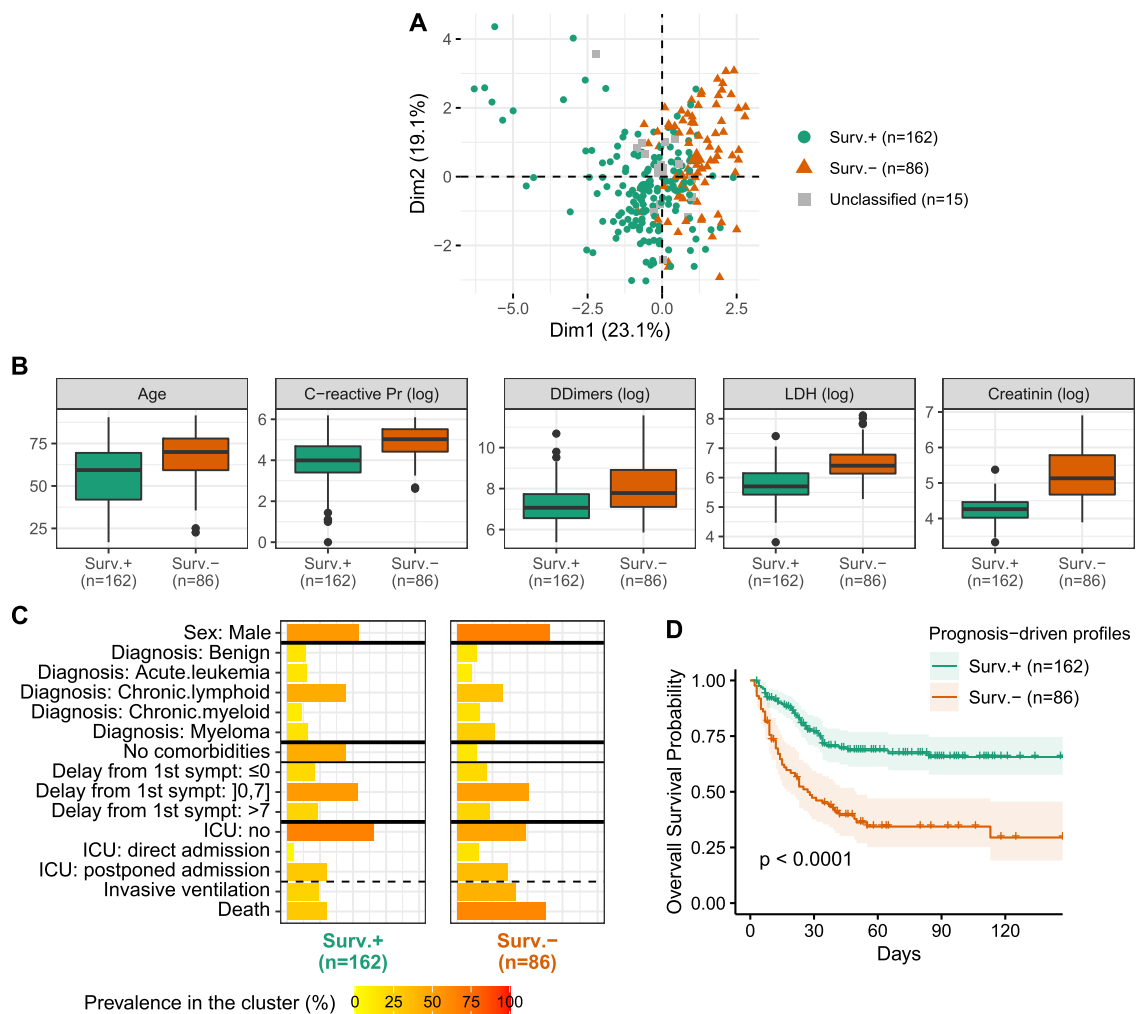 A
4
2
0
−2
Dim2 (19.1%)
−5.0
−2.5
0.0
2.5
Dim1 (23.1%)
Surv.+ (n=162)
Surv.− (n=86)
Unclassified (n=15)
B
Age
C−reactive Pr (log)
DDimers (log)
LDH (log)
Creatinin (log)
75
50
25
6
4
2
0
10
8
6
8
7
6
5
4
7
6
5
4
Surv.+
(n=162)
Surv.−
(n=86)
Surv.+
(n=162)
Surv.−
(n=86)
Surv.+
(n=162)
Surv.−
(n=86)
Surv.+
(n=162)
Surv.−
(n=86)
Surv.+
(n=162)
Surv.−
(n=86)
C
Sex: Male
Diagnosis: Benign
Diagnosis: Acute.leukemia
Diagnosis: Chronic.lymphoid
Diagnosis: Chronic.myeloid
Diagnosis: Myeloma
No comorbidities
Delay from 1st sympt: ≤0
Delay from 1st sympt: ]0,7]
Delay from 1st sympt: >7
ICU: no
ICU: direct admission
ICU: postponed admission
Invasive ventilation
Death
Surv.+
(n=162)
Surv.−
(n=86)
Prevalence in the cluster (%)
0
25
50
75
100
D
Prognosis−driven profiles
Surv.+ (n=162)
Surv.− (n=86)
Overvall Survival Probability
1.00
0.75
0.50
0.25
0.00
p < 0.0001
0
30
60
90
120
Days